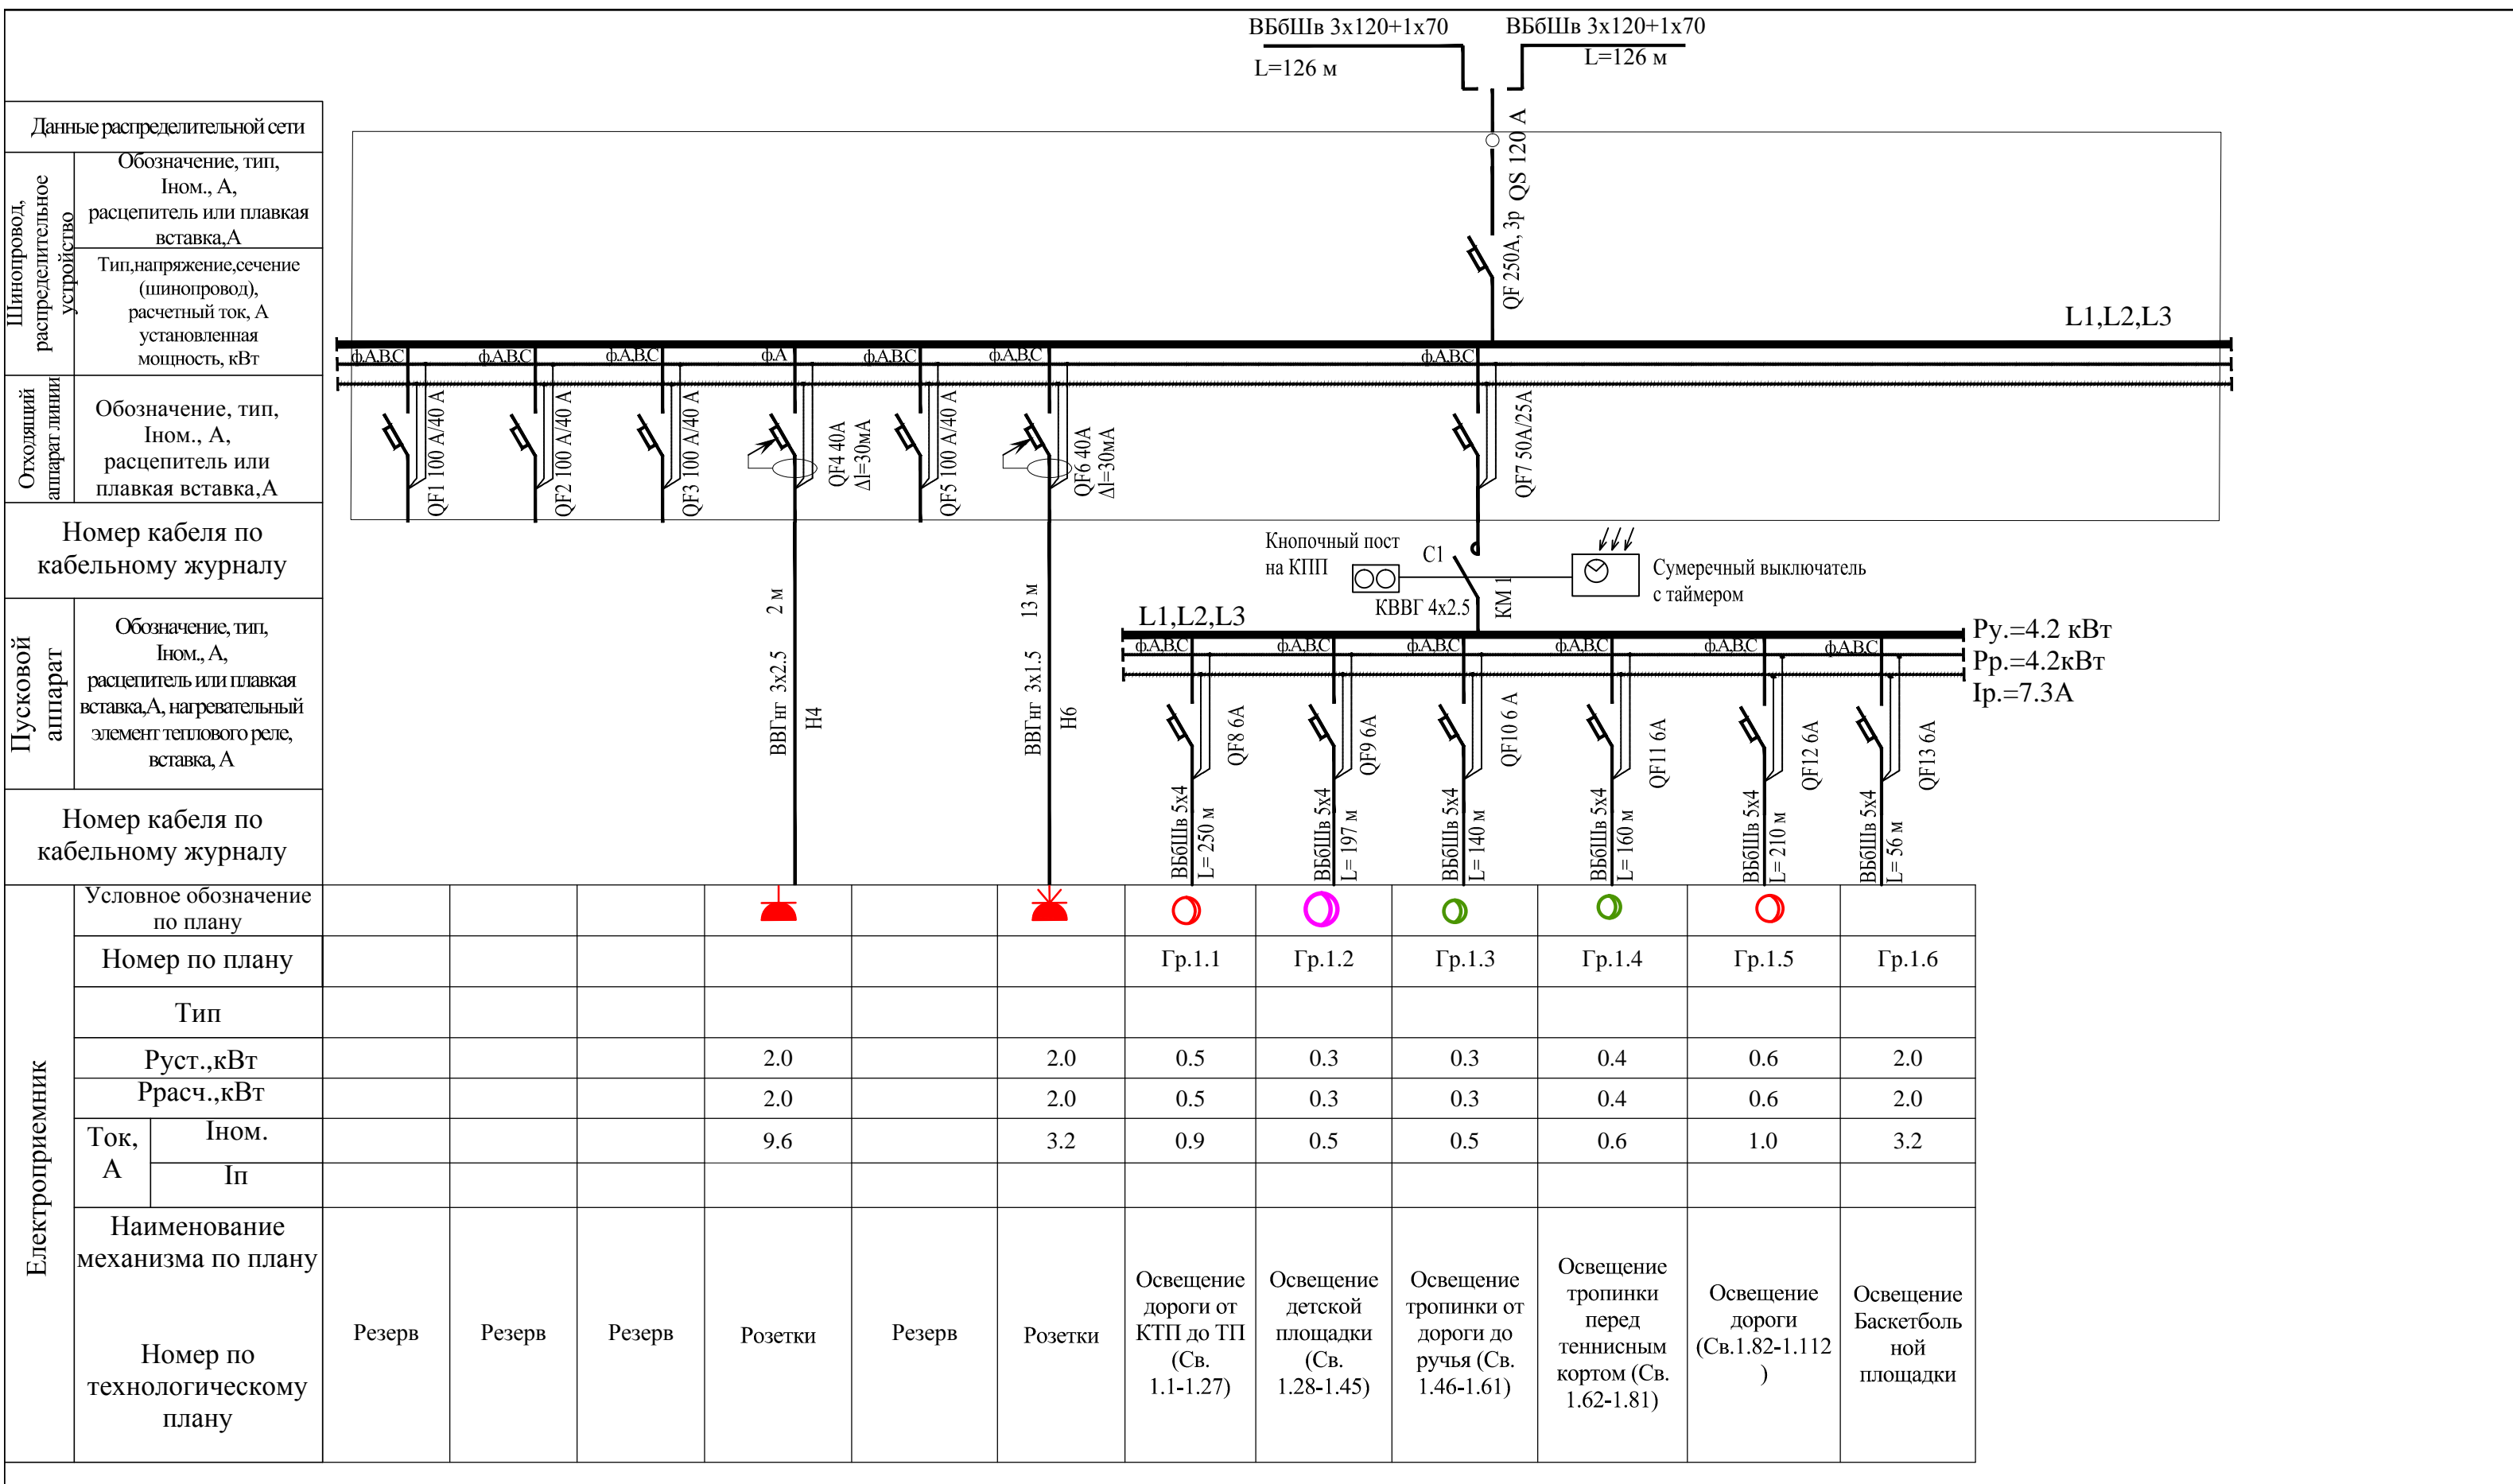 ВБбШв 3х120+1х70
L=126 м
ВБбШв 3х120+1х70
L=126 м
Данные распределительной сети
Шинопровод,
распределительное
устройство
Обозначение, тип,
Iном., А,
расцепитель или плавкая
вставка,А
Тип,напряжение,сечение
(шинопровод),
расчетный ток, А
установленная
мощность, кВт
QS 120 А
QF 250А, 3р
L1,L2,L3
ф.А,В,С
ф.А,В,С
ф.А,В,С
ф.А
ф.А,В,С
ф.А,В,С
ф.А,В,С
Отходящий
аппарат линии
Обозначение, тип,
Iном., А,
расцепитель или
плавкая вставка,А
QF1 100 А/40 А
QF2 100 А/40 А
QF3 100 А/40 А
QF4 40А
Δl=30мА
QF5 100 А/40 А
QF6 40А
Δl=30мА
QF7 50А/25А
Номер кабеля по
кабельному журналу
Кнопочный пост
на КПП
С1
КВВГ 4х2.5
КМ 1
Сумеречный выключатель
с таймером
Пусковой
аппарат
Обозначение, тип,
Iном., А,
расцепитель или плавкая
вставка,А, нагревательный
элемент теплового реле,
вставка, А
ВВГнг 3х2.5 2 м
Н4
ВВГнг 3х1.5 13 м
Н6
L1,L2,L3
ф.А,В,С
ф.А,В,С
ф.А,В,С
ф.А,В,С
ф.А,В,С
ф.А,В,С
Ру.=4.2 кВт
Рр.=4.2кВт
Iр.=7.3А
QF8 6А
QF9 6А
QF10 6 А
QF11 6А
QF12 6А
QF13 6А
Номер кабеля по
кабельному журналу
ВБбШв 5х4
L= 250 м
ВБбШв 5х4
L= 197 м
ВБбШв 5х4
L= 140 м
ВБбШв 5х4
L= 160 м
ВБбШв 5х4
L= 210 м
ВБбШв 5х4
L= 56 м
Електроприемник
Условное обозначение
по плану
Номер по плану
Гр.1.1
Гр.1.2
Гр.1.3
Гр.1.4
Гр.1.5
Гр.1.6
Тип
Руст.,кВт
2.0
2.0
0.5
0.3
0.3
0.4
0.6
2.0
Ррасч.,кВт
2.0
2.0
0.5
0.3
0.3
0.4
0.6
2.0
Ток,
А
Iном.
9.6
3.2
0.9
0.5
0.5
0.6
1.0
3.2
Iп
Наименование
механизма по плану
Номер по
технологическому
плану
Резерв
Резерв
Резерв
Розетки
Резерв
Розетки
Освещение
дороги от
КТП до ТП
(Св.
1.1-1.27)
Освещение
детской
площадки
(Св.
1.28-1.45)
Освещение
тропинки от
дороги до
ручья (Св.
1.46-1.61)
Освещение
тропинки
перед
теннисным
кортом (Св.
1.62-1.81)
Освещение
дороги
(Св.1.82-1.112
)
Освещение
Баскетболь
ной
площадки